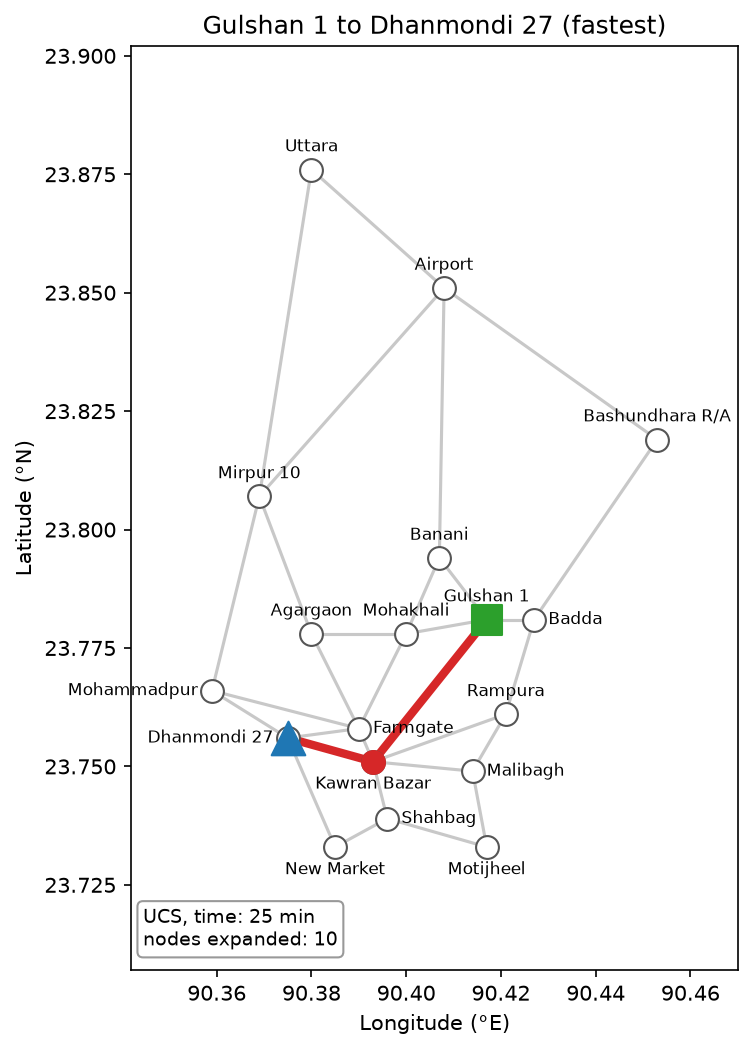 Gulshan 1 to Dhanmondi 27 (fastest)
23.900
Uttara
23.875
Airport
23.850
23.825
Bashundhara R/A
Mirpur 10
Latitude (°N)
23.800
Banani
Gulshan 1
Agargaon
Mohakhali
Badda
23.775
Mohammadpur
Rampura
Farmgate
Dhanmondi 27
23.750
Malibagh
Kawran Bazar
Shahbag
New Market
Motijheel
23.725
UCS, time: 25 min
nodes expanded: 10
90.36 90.38 90.40 90.42 90.44 90.46
Longitude (°E)